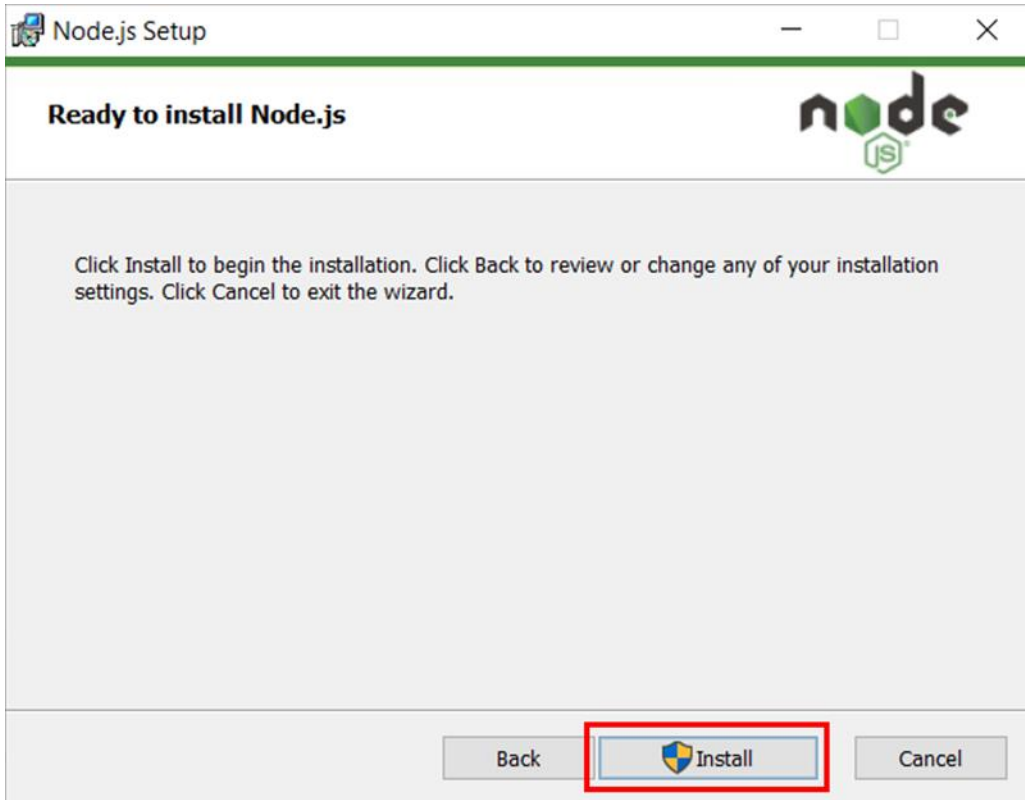 Node.js Setup
Ready to install Node.js
node
JS
Click Install to begin the installation. Click Back to review or change any of your installation
settings. Click Cancel to exit the wizard.
Back
Install
Cancel